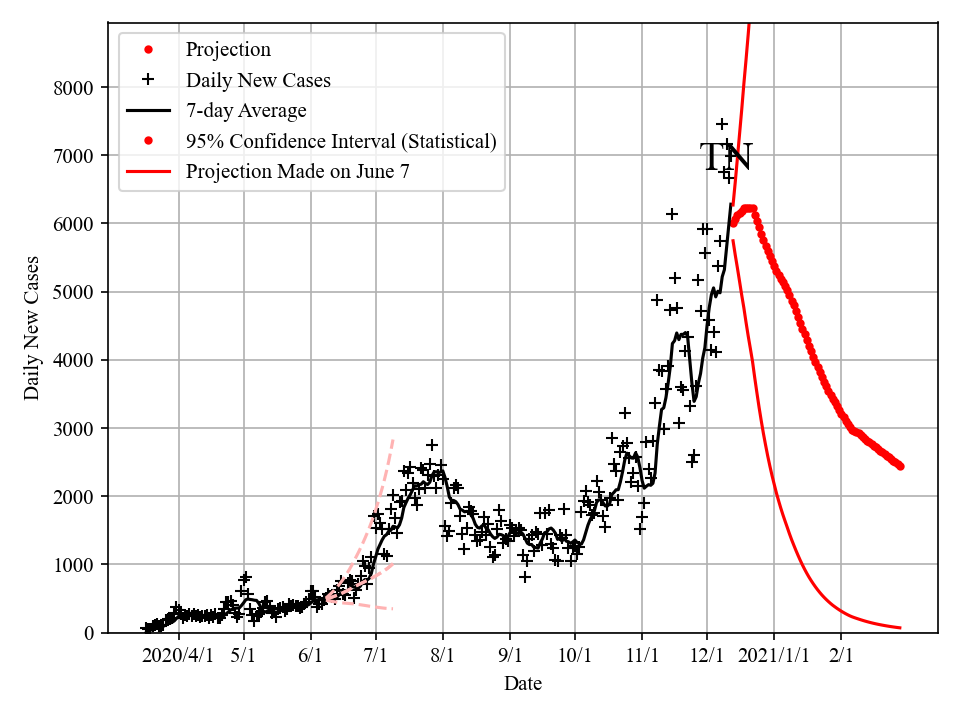 Projection
Daily New Cases
7-day Average
95% Confidence Interval (Statistical)
Projection Made on June 7
TN
8000
7000
6000
5000
4000
3000
2000
1000
0
Daily New Cases
2020/4/1 5/1 6/1 7/1 8/1 9/1 10/1 11/1 12/1 2021/1/1 2/1
Date